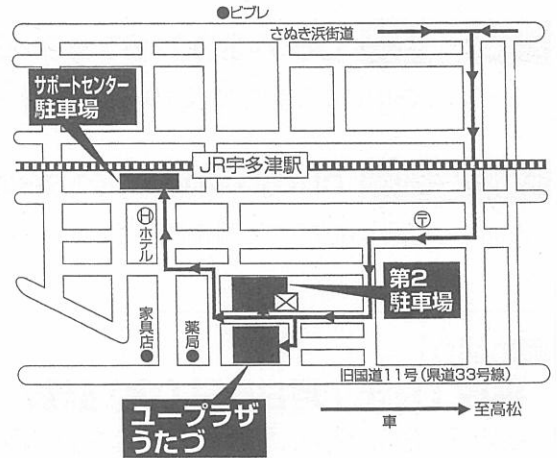 ●ビブレ
さぬき浜街道
サポートセンター
駐車場
JR宇多津駅
Ⓗホテル
〒
第2
駐車場
家具店●
薬局●
旧国道11号(県道33号線)
ユープラザ
うたづ
車
至高松